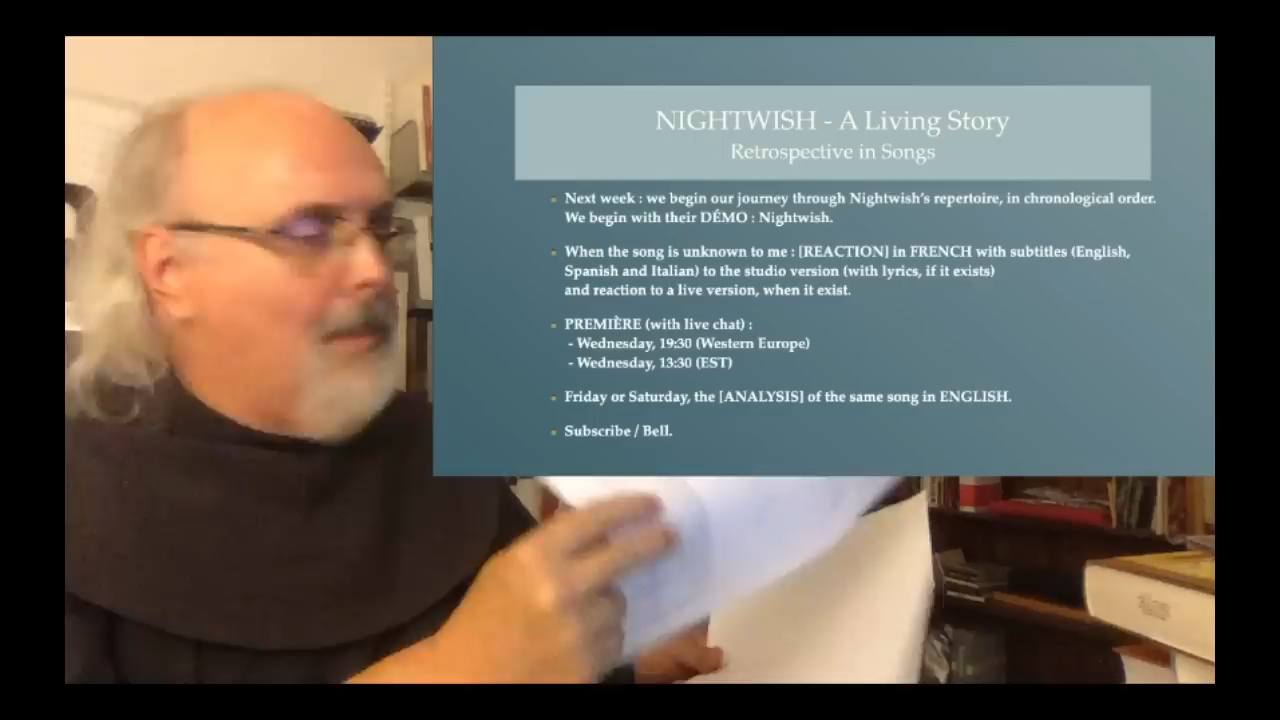 NIGHTWISH - A Living Story
Retrospective in Songs
Next week : we begin our journey through Nightwish's repertoire, in chronological order.
We begin with their DÉMO : Nightwish.
When the song is unknown to me : [REACTION] in FRENCH with subtitles (English,
Spanish and Italian) to the studio version (with lyrics, if it exists)
and reaction to a live version, when it exist.
PREMIÈRE (with live chat) :
- Wednesday, 19:30 (Western Europe)
- Wednesday, 13:30 (EST)
Friday or Saturday, the [ANALYSIS] of the same song in ENGLISH.
Subscribe / Bell.